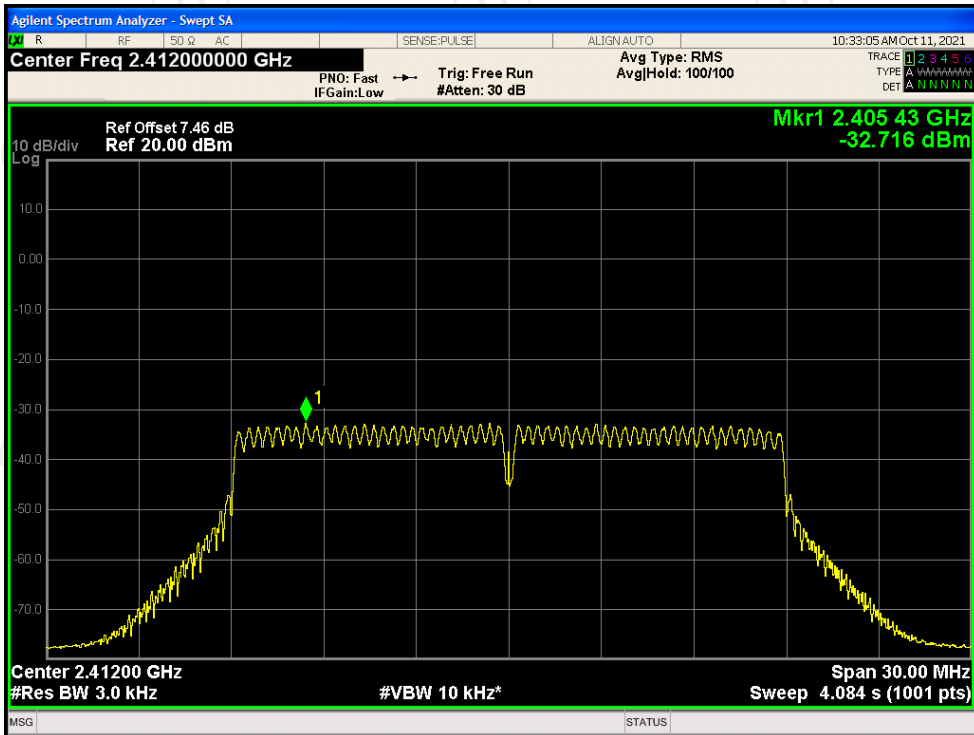 Agilent Spectrum Analyzer - Swept SA
LXI R RF 50 Ω AC SENSE:PULSE ALIGN AUTO 10:33:05 AM Oct 11, 2021
Center Freq 2.412000000 GHz
PNO: Fast
IFGain:Low
Trig: Free Run
#Atten: 30 dB
Avg Type: RMS
Avg|Hold: 100/100
TRACE 1 2 3 4 5 6
TYPE A WWWWWW
DET A N N N N N
Mkr1 2.405 43 GHz
-32.716 dBm
Ref Offset 7.46 dB
10 dB/div Ref 20.00 dBm
Log
10.0
0.00
-10.0
-20.0
-30.0
1
-40.0
-50.0
-60.0
-70.0
Center 2.41200 GHz Span 30.00 MHz
#Res BW 3.0 kHz #VBW 10 kHz* Sweep 4.084 s (1001 pts)
MSG STATUS